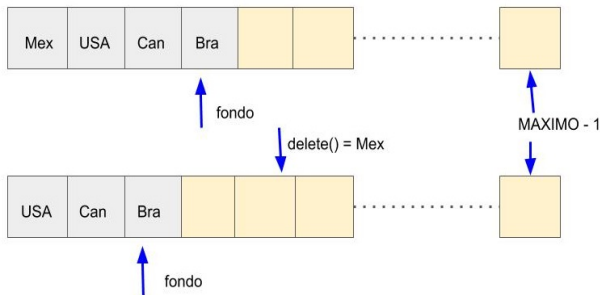 Mex USA Can Bra
fondo
MAXIMO - 1
delete() = Mex
USA Can Bra
fondo